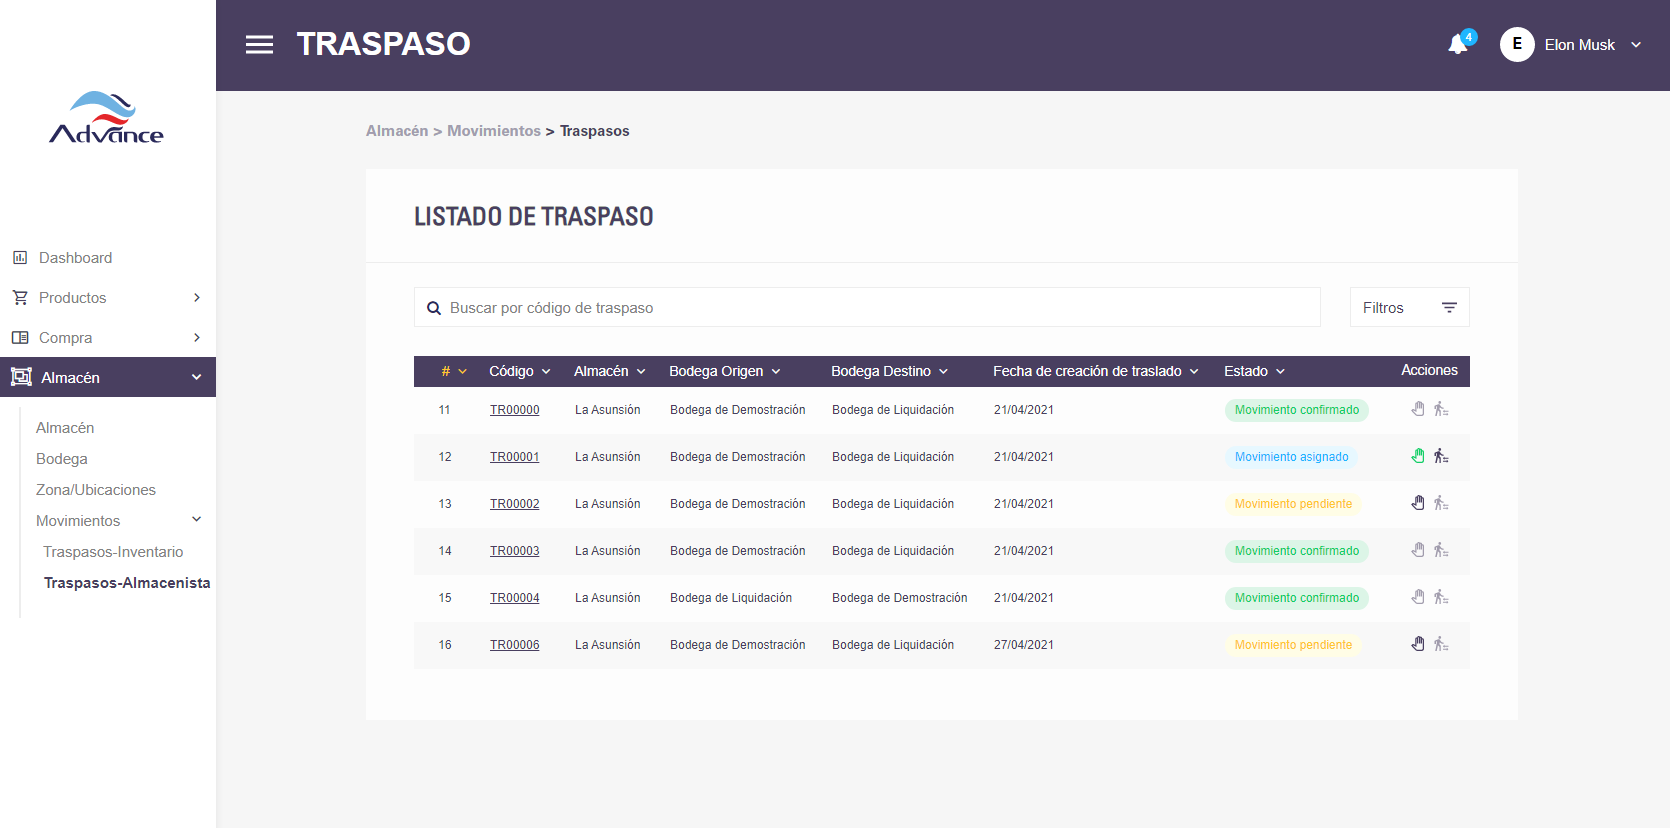 TRASPASO
4
E
Elon Musk
Advance
Almacén > Movimientos > Traspasos
LISTADO DE TRASPASO
Dashboard
Productos
Compra
Almacén
Almacén
Bodega
Zona/Ubicaciones
Movimientos
Traspasos-Inventario
Traspasos-Almacenista
Buscar por código de traspaso
Filtros
# Código Almacén Bodega Origen Bodega Destino Fecha de creación de traslado Estado Acciones
11 TR00000 La Asunsión Bodega de Demostración Bodega de Liquidación 21/04/2021 Movimiento confirmado
12 TR00001 La Asunsión Bodega de Demostración Bodega de Liquidación 21/04/2021 Movimiento asignado
13 TR00002 La Asunsión Bodega de Demostración Bodega de Liquidación 21/04/2021 Movimiento pendiente
14 TR00003 La Asunsión Bodega de Demostración Bodega de Liquidación 21/04/2021 Movimiento confirmado
15 TR00004 La Asunsión Bodega de Liquidación Bodega de Demostración 21/04/2021 Movimiento confirmado
16 TR00006 La Asunsión Bodega de Demostración Bodega de Liquidación 27/04/2021 Movimiento pendiente